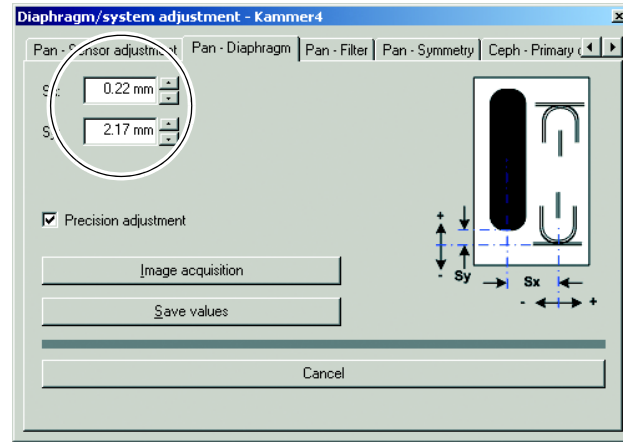 Diaphragm/system adjustment - Kammer4
Pan - Sensor adjustment Pan - Diaphragm Pan - Filter Pan - Symmetry Ceph - Primary
0.22 mm
2.17 mm
Precision adjustment
Image acquisition
Save values
Cancel
+
-
Sy
Sx
- +